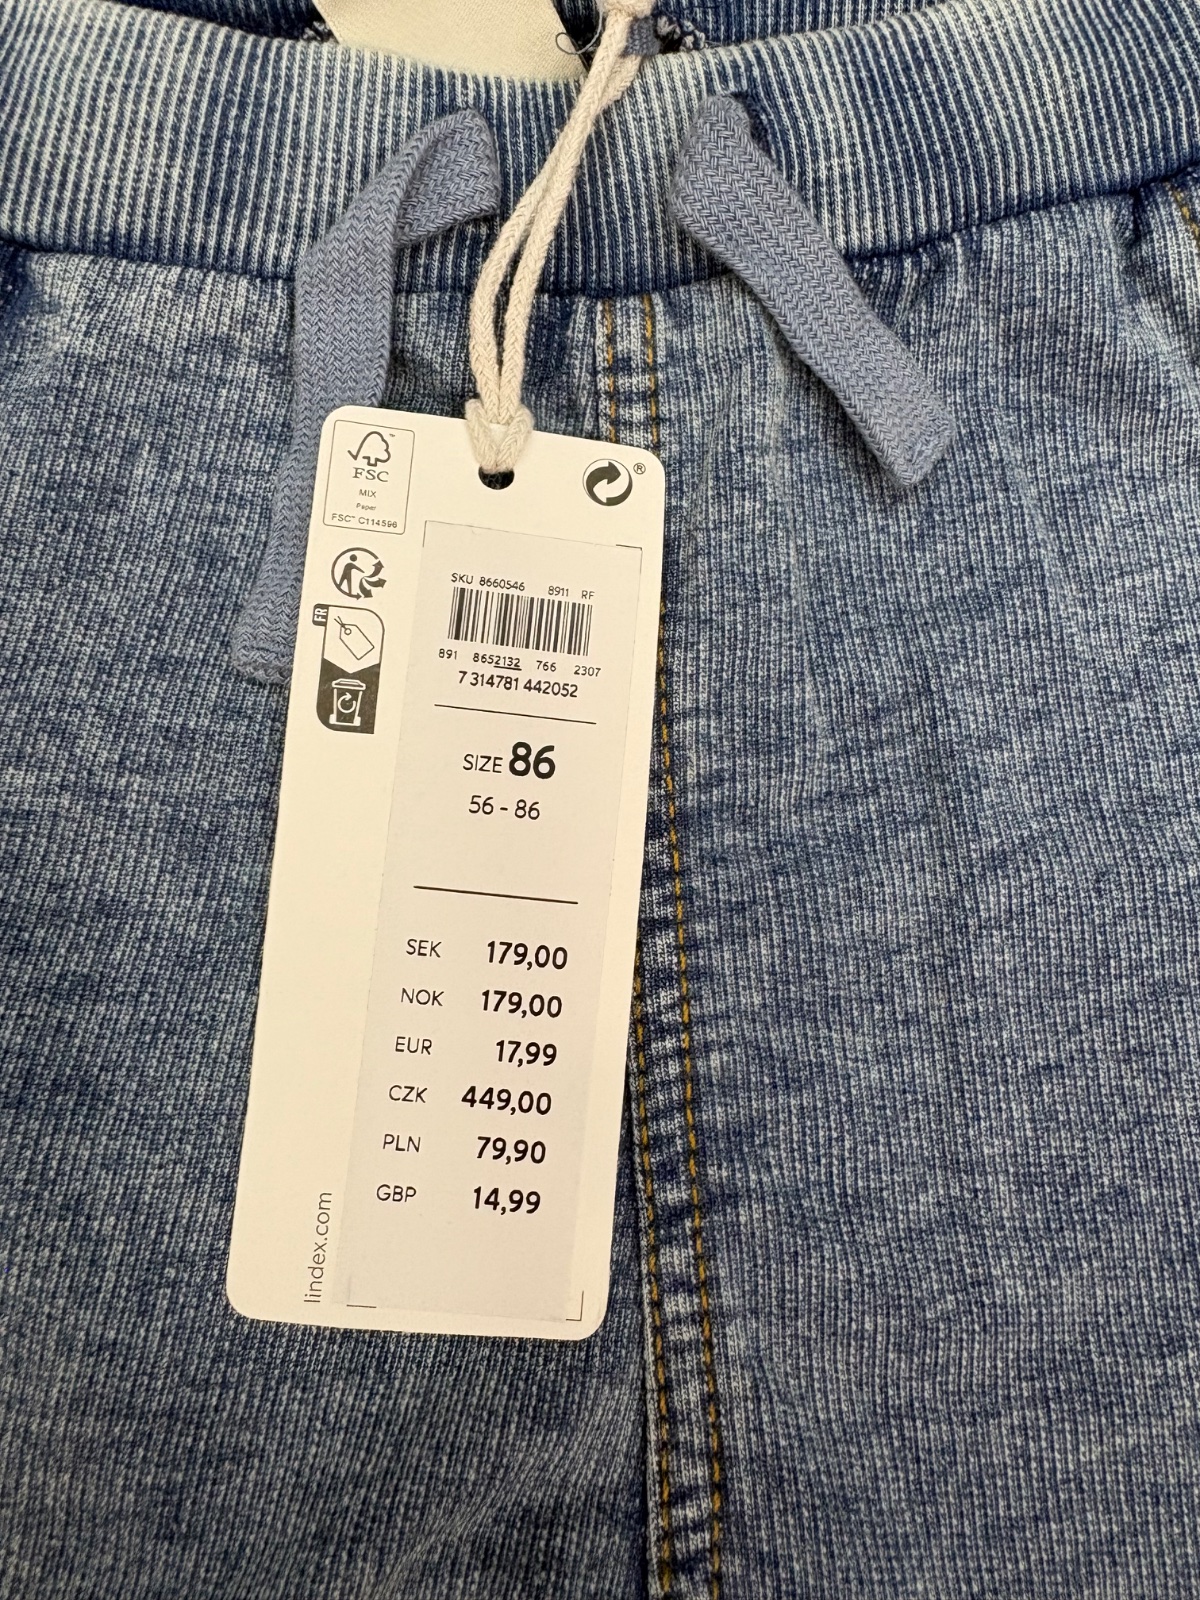 FSC™
MIX
Paper
FSC™ C114596
®
FR
SKU 8660546 8911 RF
891 8652132 766 2307
7 314781 442052
SIZE 86
56 - 86
SEK 179,00
NOK 179,00
EUR 17,99
CZK 449,00
PLN 79,90
GBP 14,99
lindex.com